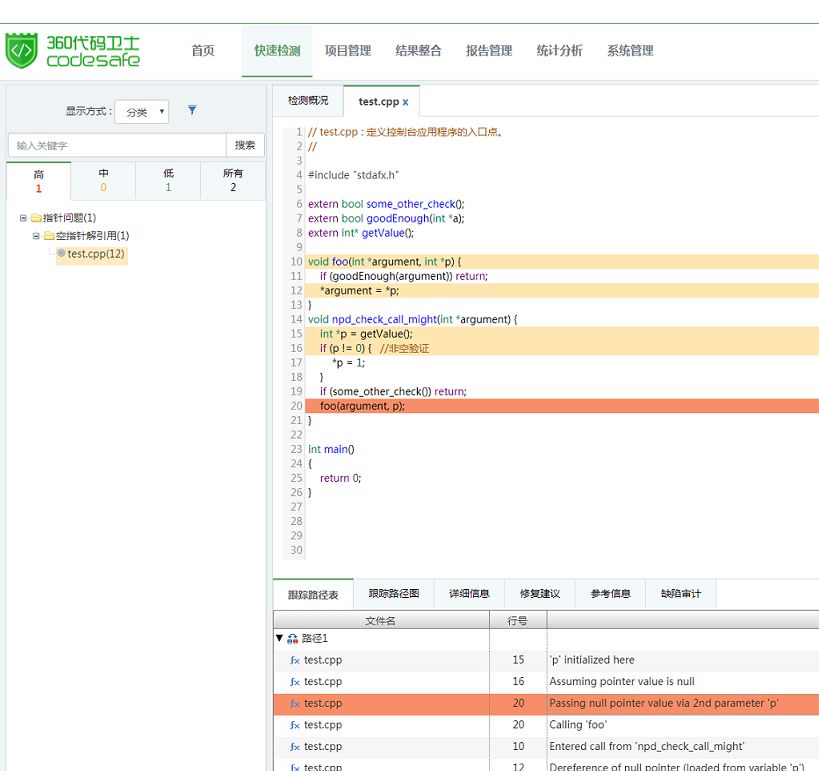 360代码卫士
codesafe
首页 快速检测 项目管理 结果整合 报告管理 统计分析 系统管理
显示方式： 分类
输入关键字 搜索
高 中 低 所有
1 0 1 2
指针问题(1)
空指针解引用(1)
test.cpp(12)
检测概况 test.cpp x
1 // test.cpp : 定义控制台应用程序的入口点。
2 //
3
4 #include "stdafx.h"
5
6 extern bool some_other_check();
7 extern bool goodEnough(int *a);
8 extern int* getValue();
9
10 void foo(int *argument, int *p) {
11 if (goodEnough(argument)) return;
12 *argument = *p;
13 }
14 void npd_check_call_might(int *argument) {
15 int *p = getValue();
16 if (p != 0) { //非空验证
17 *p = 1;
18 }
19 if (some_other_check()) return;
20 foo(argument, p);
21 }
22
23 int main()
24 {
25 return 0;
26 }
27
28
29
30
跟踪路径表 跟踪路径图 详细信息 修复建议 参考信息 缺陷审计
文件名 行号
路径1
fx test.cpp 15 'p' initialized here
fx test.cpp 16 Assuming pointer value is null
fx test.cpp 20 Passing null pointer value via 2nd parameter 'p'
fx test.cpp 20 Calling 'foo'
fx test.cpp 10 Entered call from 'npd_check_call_might'
fx test.cpp 12 Dereference of null pointer (loaded from variable 'p')